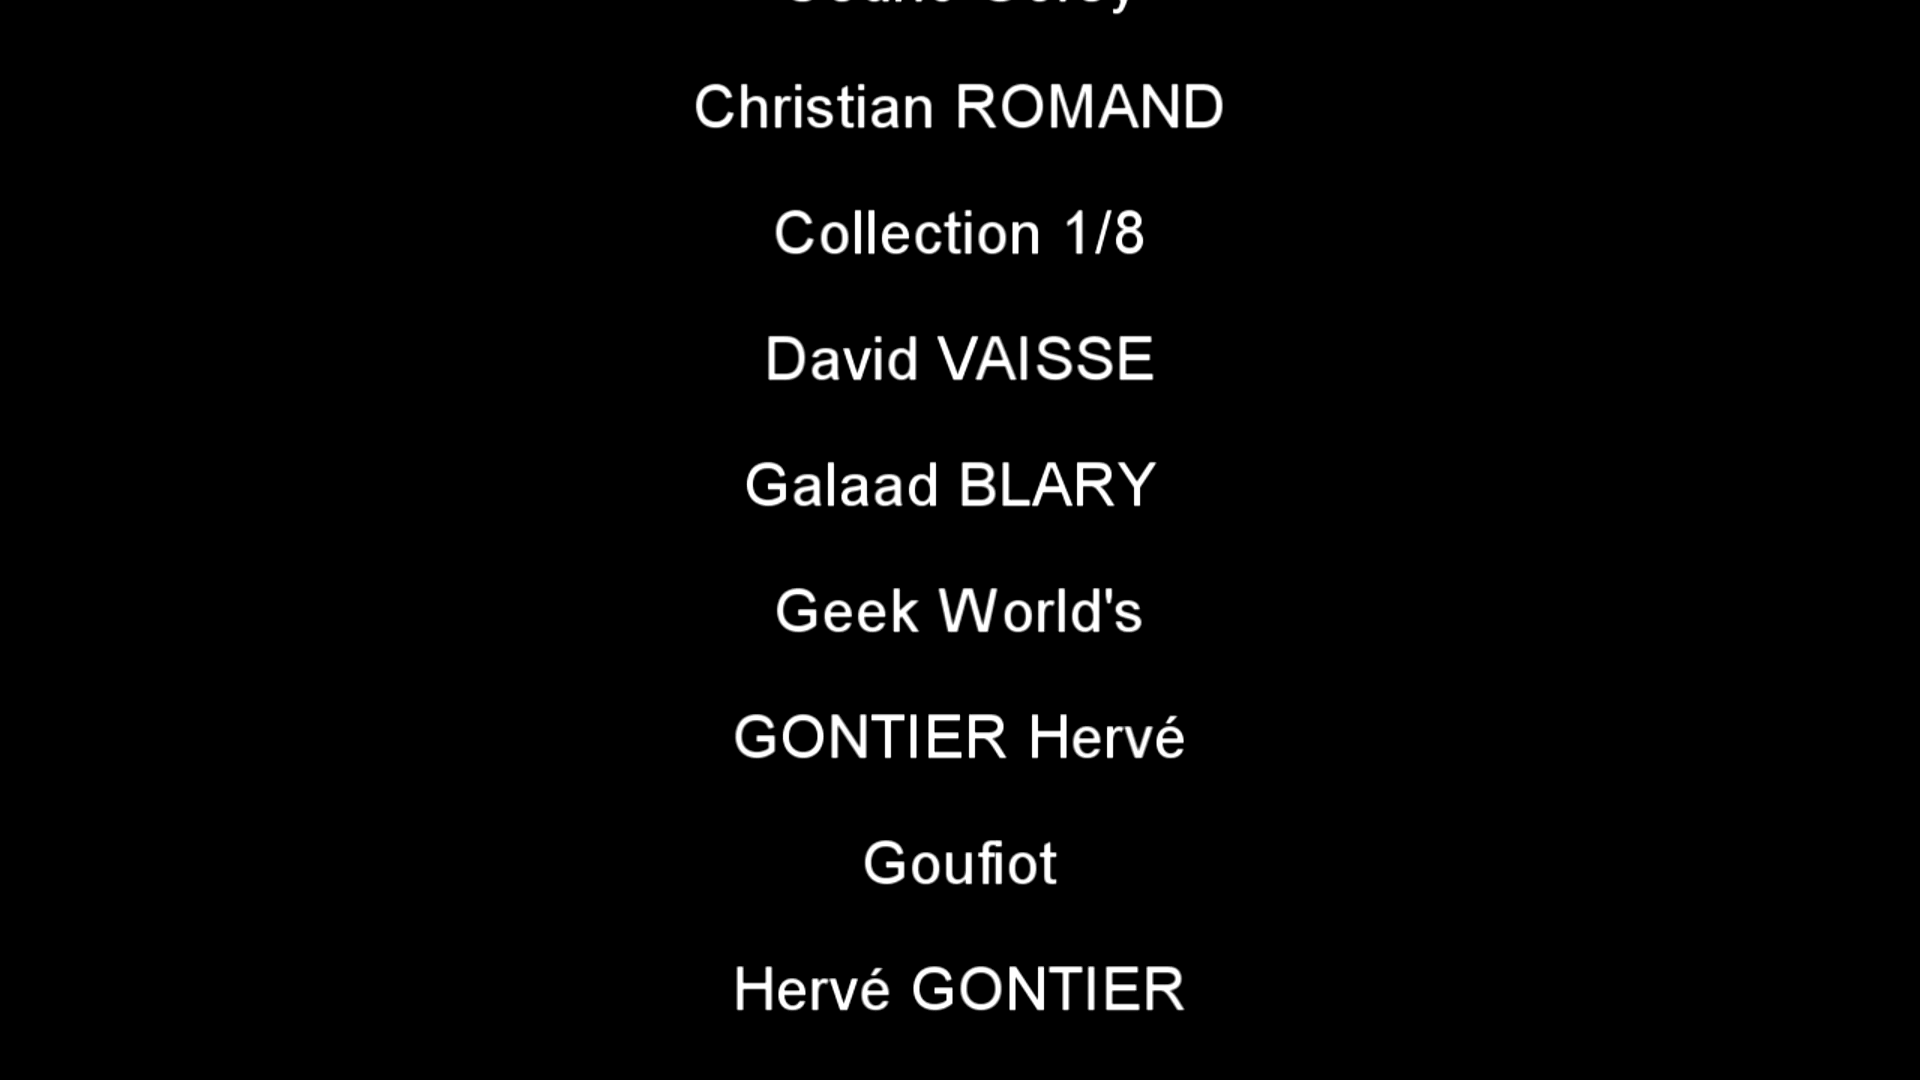 Christian ROMAND
Collection 1/8
David VAISSE
Galaad BLARY
Geek World's
GONTIER Hervé
Goufiot
Hervé GONTIER